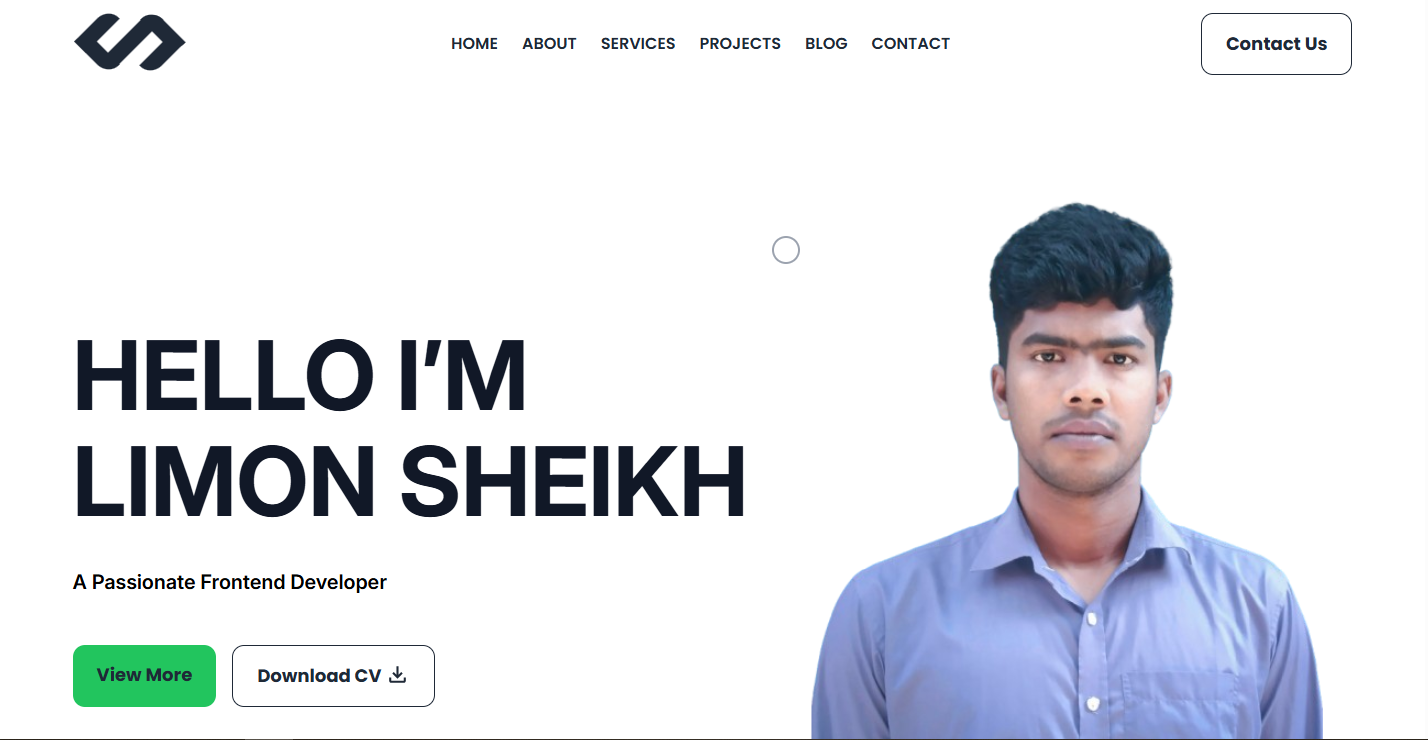 HOME ABOUT SERVICES PROJECTS BLOG CONTACT
Contact Us
HELLO I’M
LIMON SHEIKH
A Passionate Frontend Developer
View More
Download CV